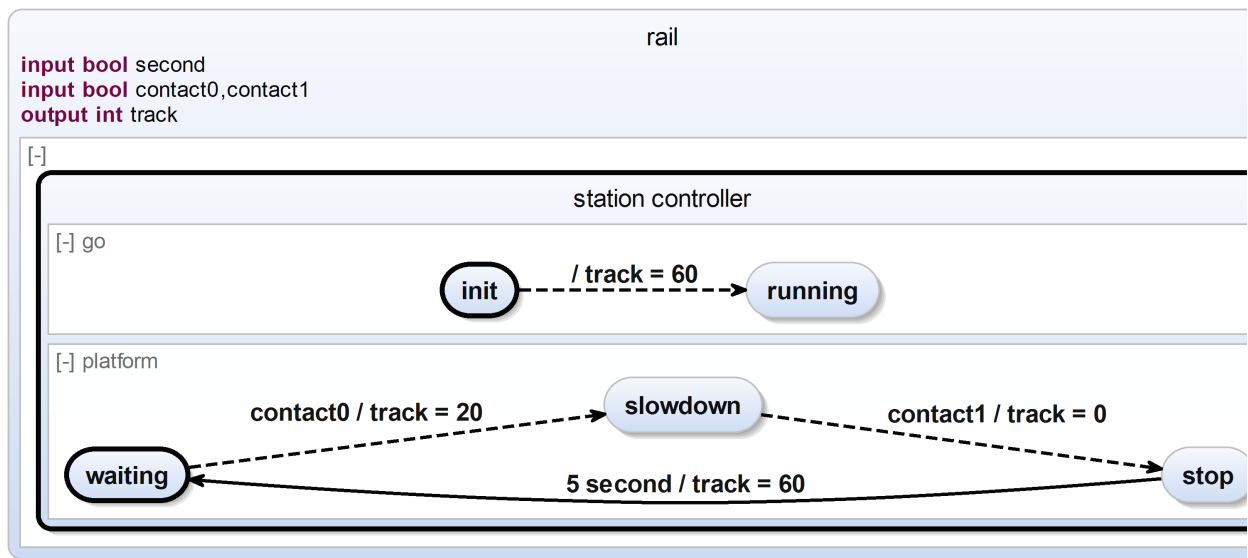 rail
input bool second
input bool contact0,contact1
output int track
[-]
station controller
[-] go
init
/ track = 60
running
[-] platform
waiting
contact0 / track = 20
slowdown
contact1 / track = 0
stop
5 second / track = 60